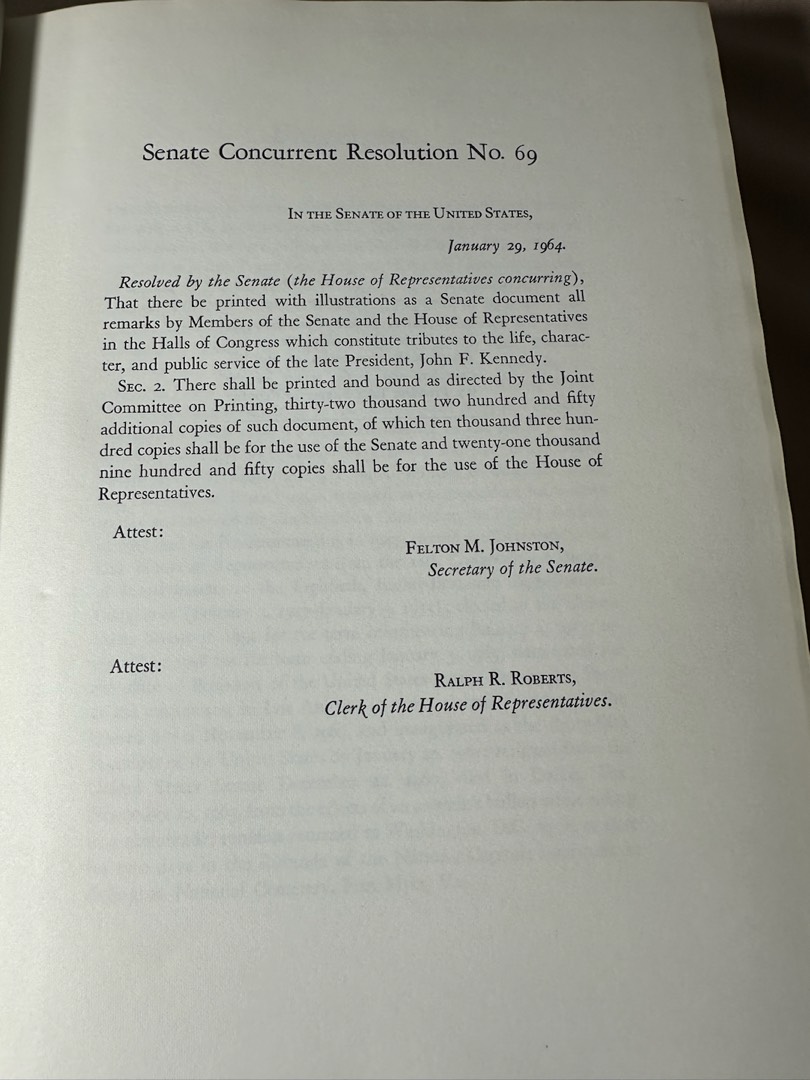 Senate Concurrent Resolution No. 69
In the Senate of the United States,
January 29, 1964.
Resolved by the Senate (the House of Representatives concurring),
That there be printed with illustrations as a Senate document all
remarks by Members of the Senate and the House of Representatives
in the Halls of Congress which constitute tributes to the life, charac-
ter, and public service of the late President, John F. Kennedy.
Sec. 2. There shall be printed and bound as directed by the Joint
Committee on Printing, thirty-two thousand two hundred and fifty
additional copies of such document, of which ten thousand three hun-
dred copies shall be for the use of the Senate and twenty-one thousand
nine hundred and fifty copies shall be for the use of the House of
Representatives.
Attest:
Felton M. Johnston,
Secretary of the Senate.
Attest:
Ralph R. Roberts,
Clerk of the House of Representatives.